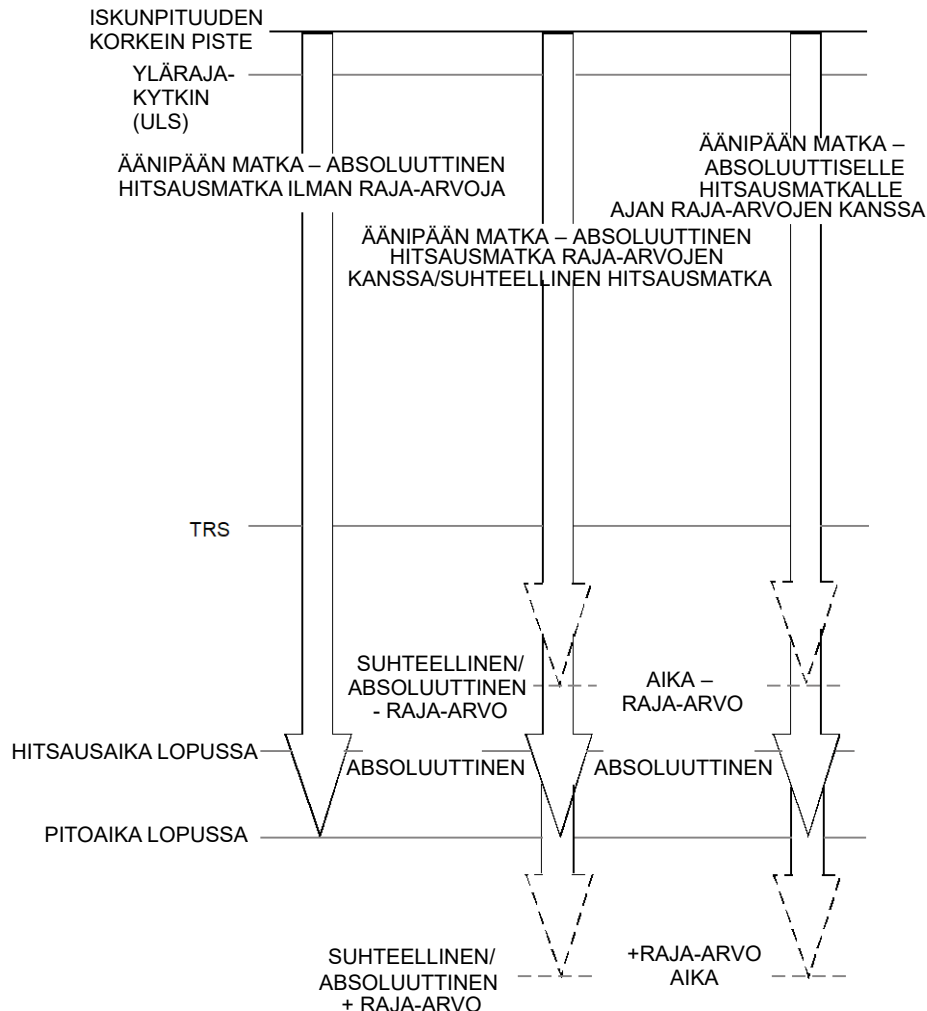 ISKUNPITUUDEN
KORKEIN PISTE
YLÄRAJA-
KYTKIN
(ULS)
ÄÄNIPÄÄN MATKA – ABSOLUUTTINEN
HITSAUSMATKA ILMAN RAJA-ARVOJA
ÄÄNIPÄÄN MATKA –
ABSOLUUTTISELLE
HITSAUSMATKALLE
AJAN RAJA-ARVOJEN KANSSA
ÄÄNIPÄÄN MATKA – ABSOLUUTTINEN
HITSAUSMATKA RAJA-ARVOJEN
KANSSA/SUHTEELLINEN HITSAUSMATKA
TRS
SUHTEELLINEN/
ABSOLUUTTINEN
- RAJA-ARVO
AIKA –
RAJA-ARVO
HITSAUSAIKA LOPUSSA
ABSOLUUTTINEN
ABSOLUUTTINEN
PITOAIKA LOPUSSA
SUHTEELLINEN/
ABSOLUUTTINEN
+ RAJA-ARVO
+RAJA-ARVO
AIKA